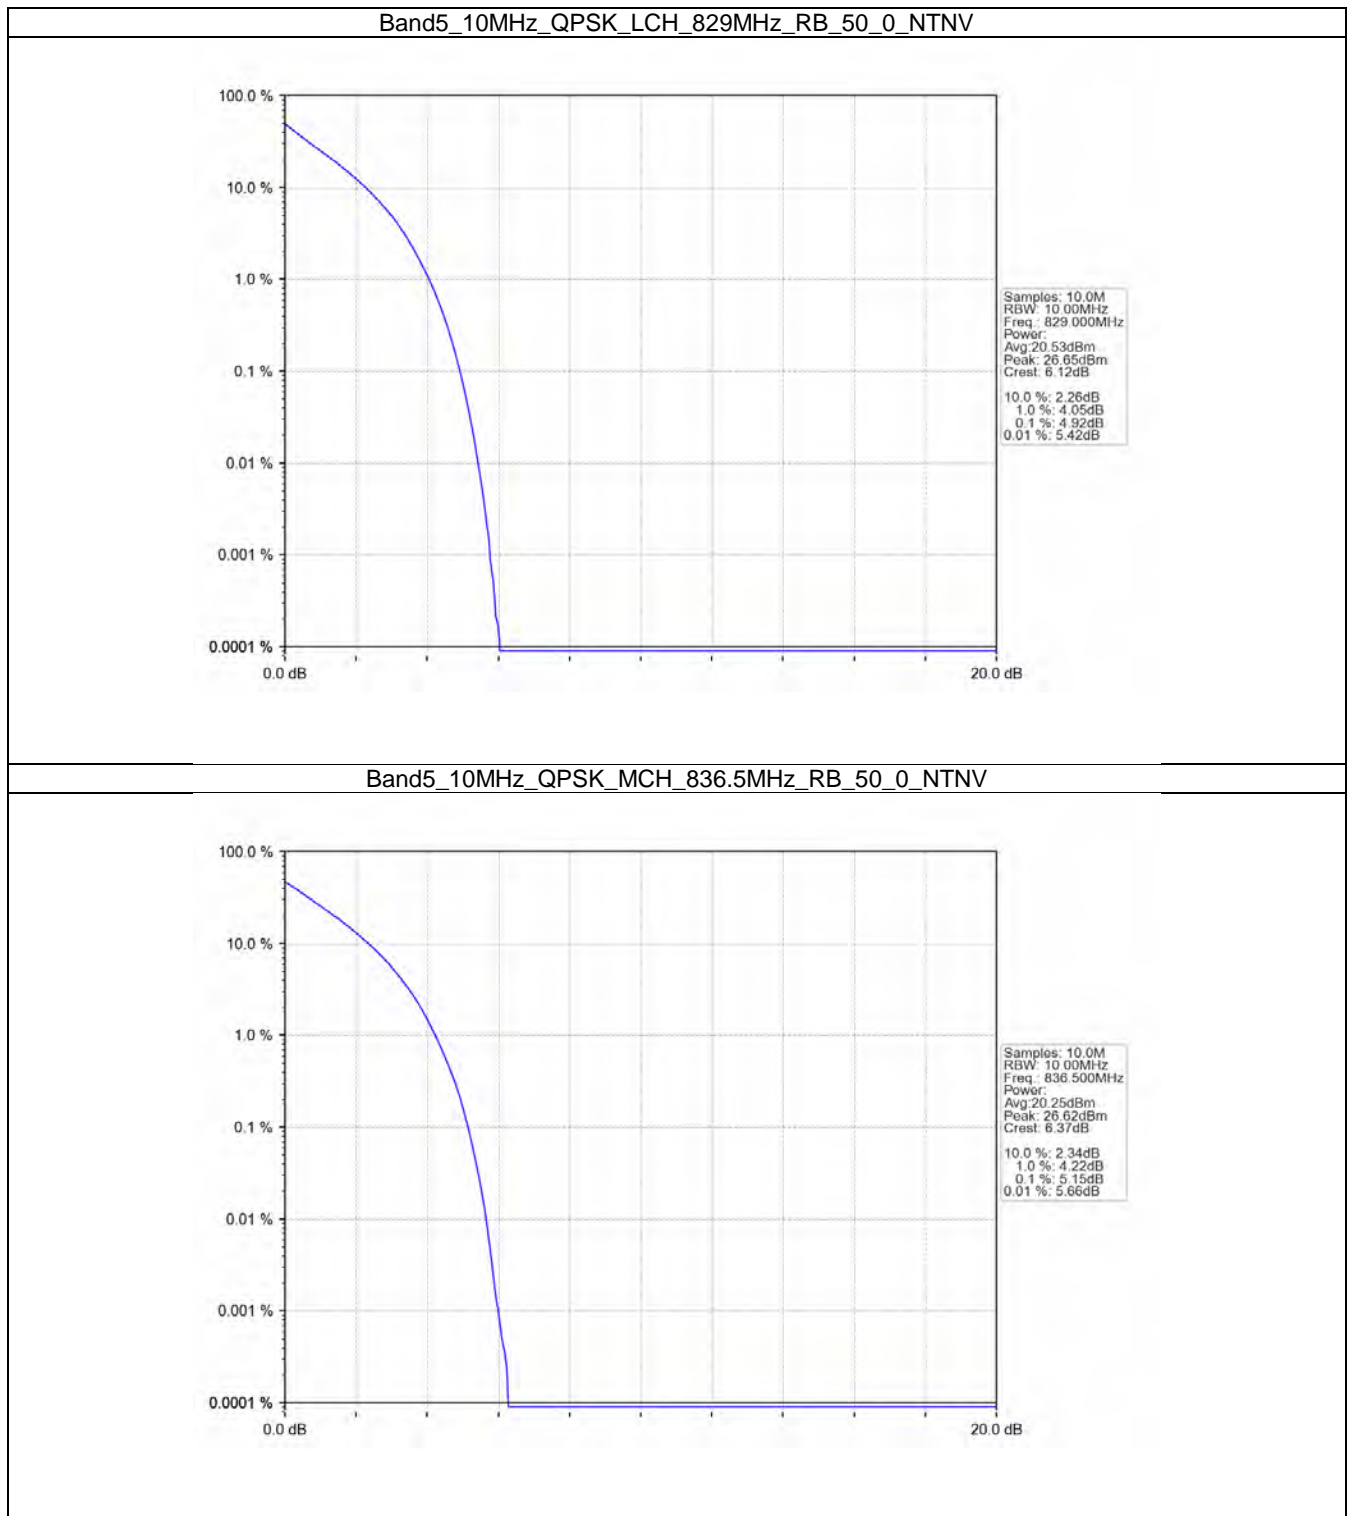 Band5_10MHz_QPSK_LCH_829MHz_RB_50_0_NTNV
100.0 %
10.0 %
1.0 %
0.1 %
0.01 %
0.001 %
0.0001 %
0.0 dB
20.0 dB
Samples: 10.0M
RBW: 10.00MHz
Freq.: 829.000MHz
Power:
Avg:20.53dBm
Peak: 26.65dBm
Crest: 6.12dB
10.0 %: 2.26dB
1.0 %: 4.05dB
0.1 %: 4.92dB
0.01 %: 5.42dB
Band5_10MHz_QPSK_MCH_836.5MHz_RB_50_0_NTNV
100.0 %
10.0 %
1.0 %
0.1 %
0.01 %
0.001 %
0.0001 %
0.0 dB
20.0 dB
Samples: 10.0M
RBW: 10.00MHz
Freq.: 836.500MHz
Power:
Avg:20.25dBm
Peak: 26.62dBm
Crest: 6.37dB
10.0 %: 2.34dB
1.0 %: 4.22dB
0.1 %: 5.15dB
0.01 %: 5.66dB